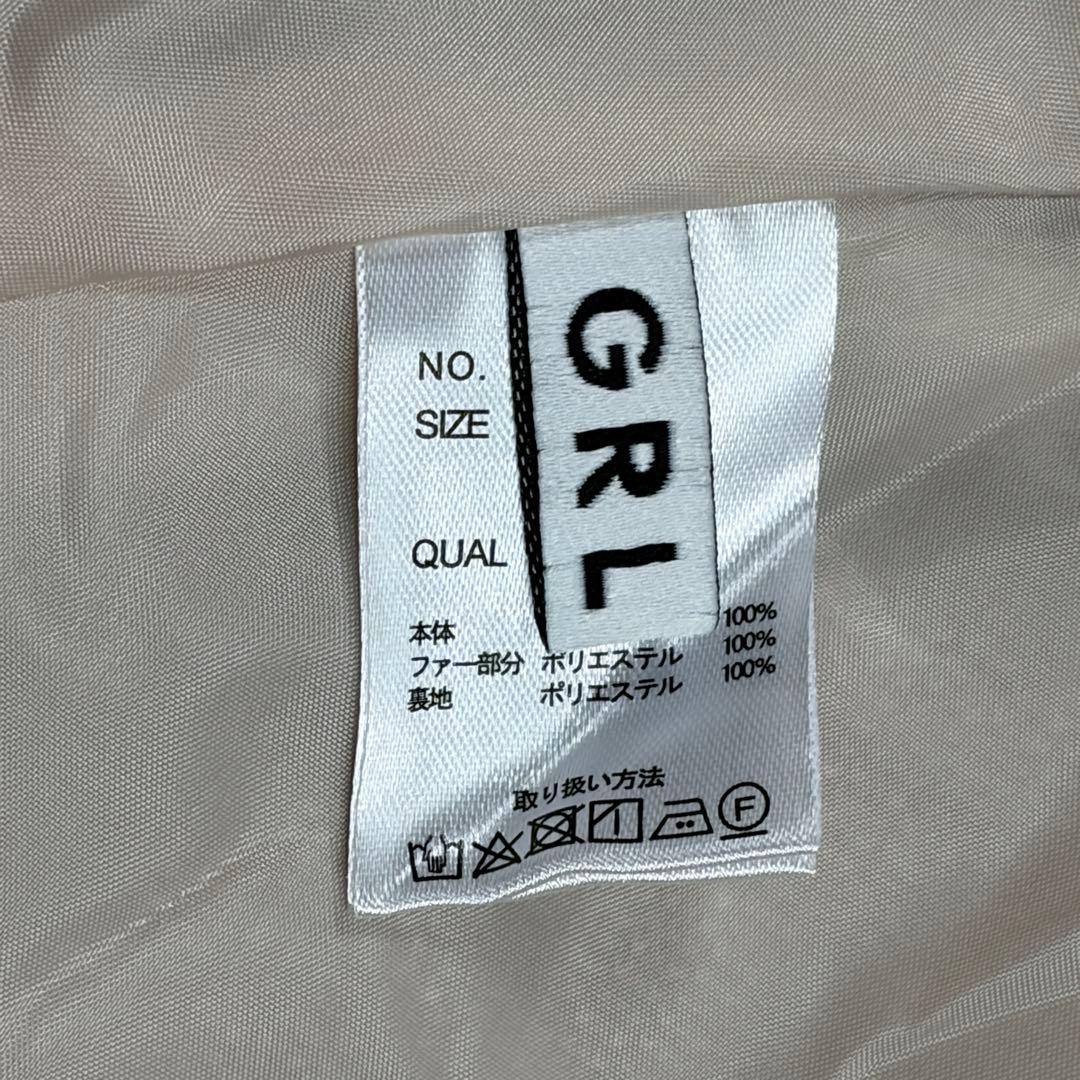 GRL
NO.
SIZE
QUAL
本体 100%
ファー部分 ポリエステル 100%
裏地 ポリエステル 100%
取り扱い方法
F